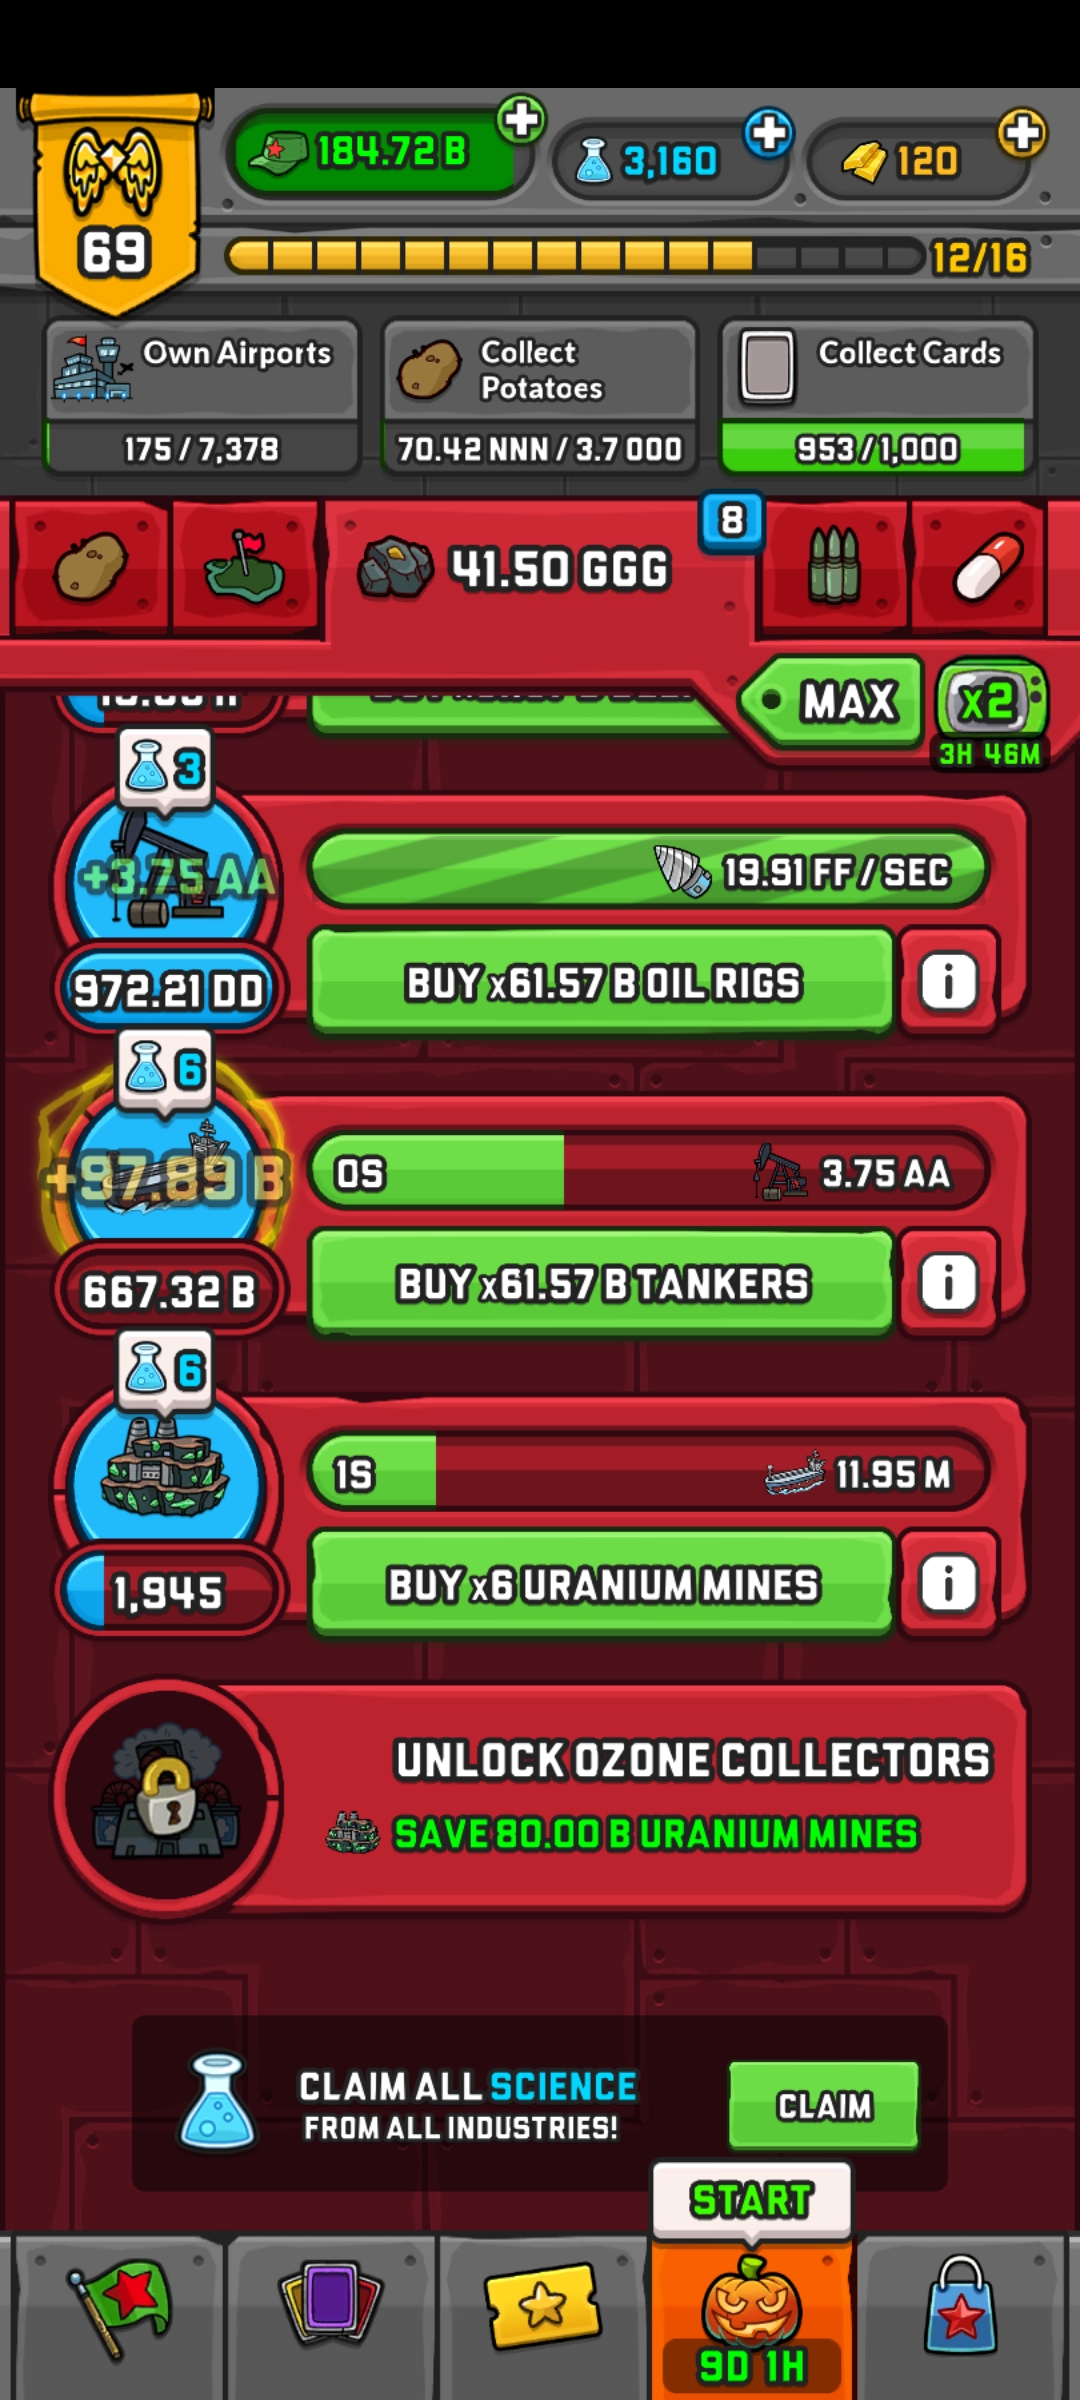 184.72 B
3,160
120
69
12/16
Own Airports
175 / 7,378
Collect
Potatoes
70.42 NNN / 3.7 OOO
Collect Cards
953 / 1,000
8
41.50 GGG
MAX
x2
3H 46M
3
+3.75 AA
19.91 FF / SEC
972.21 DD
BUY x61.57 B OIL RIGS
i
6
+97.89 B
0S
3.75 AA
667.32 B
BUY x61.57 B TANKERS
i
6
1S
11.95 M
1,945
BUY x6 URANIUM MINES
i
UNLOCK OZONE COLLECTORS
SAVE 80.00 B URANIUM MINES
CLAIM ALL SCIENCE
FROM ALL INDUSTRIES!
CLAIM
START
9D 1H